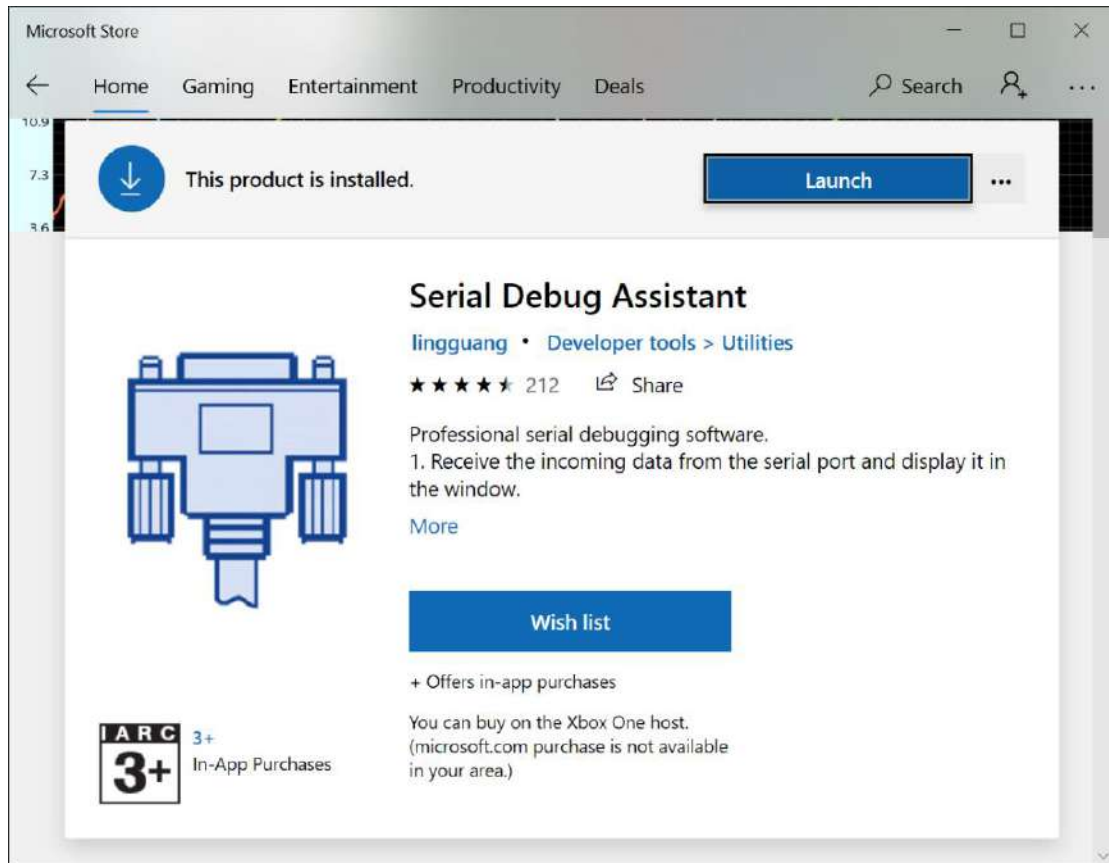 Microsoft Store
Home Gaming Entertainment Productivity Deals Search
10.9
7.3
3.6
This product is installed.
Launch
Serial Debug Assistant
lingguang • Developer tools > Utilities
212 Share
Professional serial debugging software.
1. Receive the incoming data from the serial port and display it in
the window.
More
Wish list
+ Offers in-app purchases
You can buy on the Xbox One host.
(microsoft.com purchase is not available
in your area.)
IARC
3+
3+
In-App Purchases